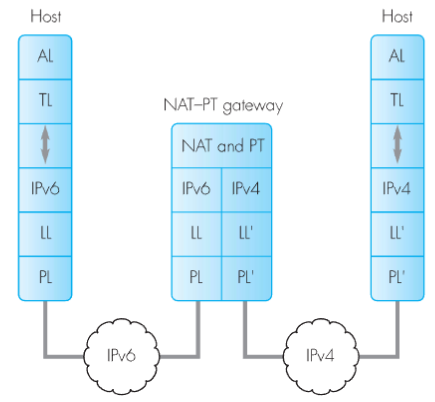 Host
AL
TL
IPv6
LL
PL
NAT–PT gateway
NAT and PT
IPv6 IPv4
LL LL'
PL PL'
Host
AL
TL
IPv4
LL'
PL'
IPv6
IPv4